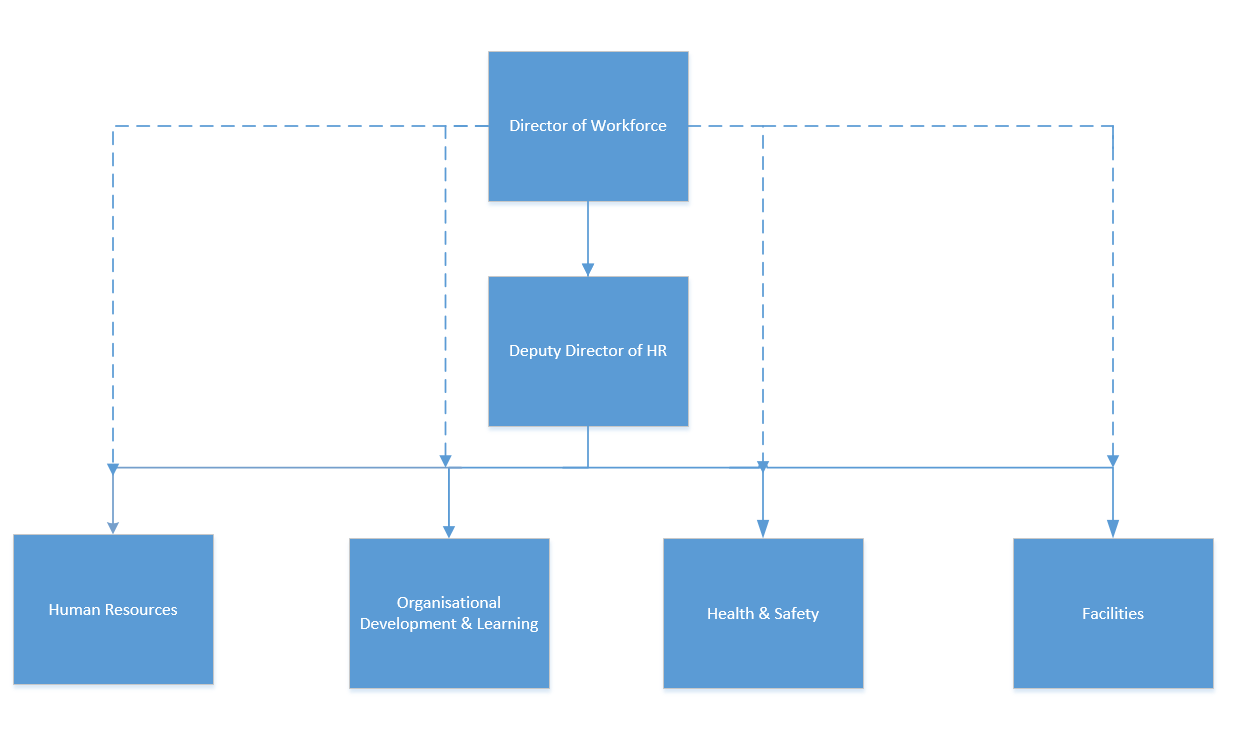 Director of Workforce
Deputy Director of HR
Human Resources
Organisational
Development & Learning
Health & Safety
Facilities